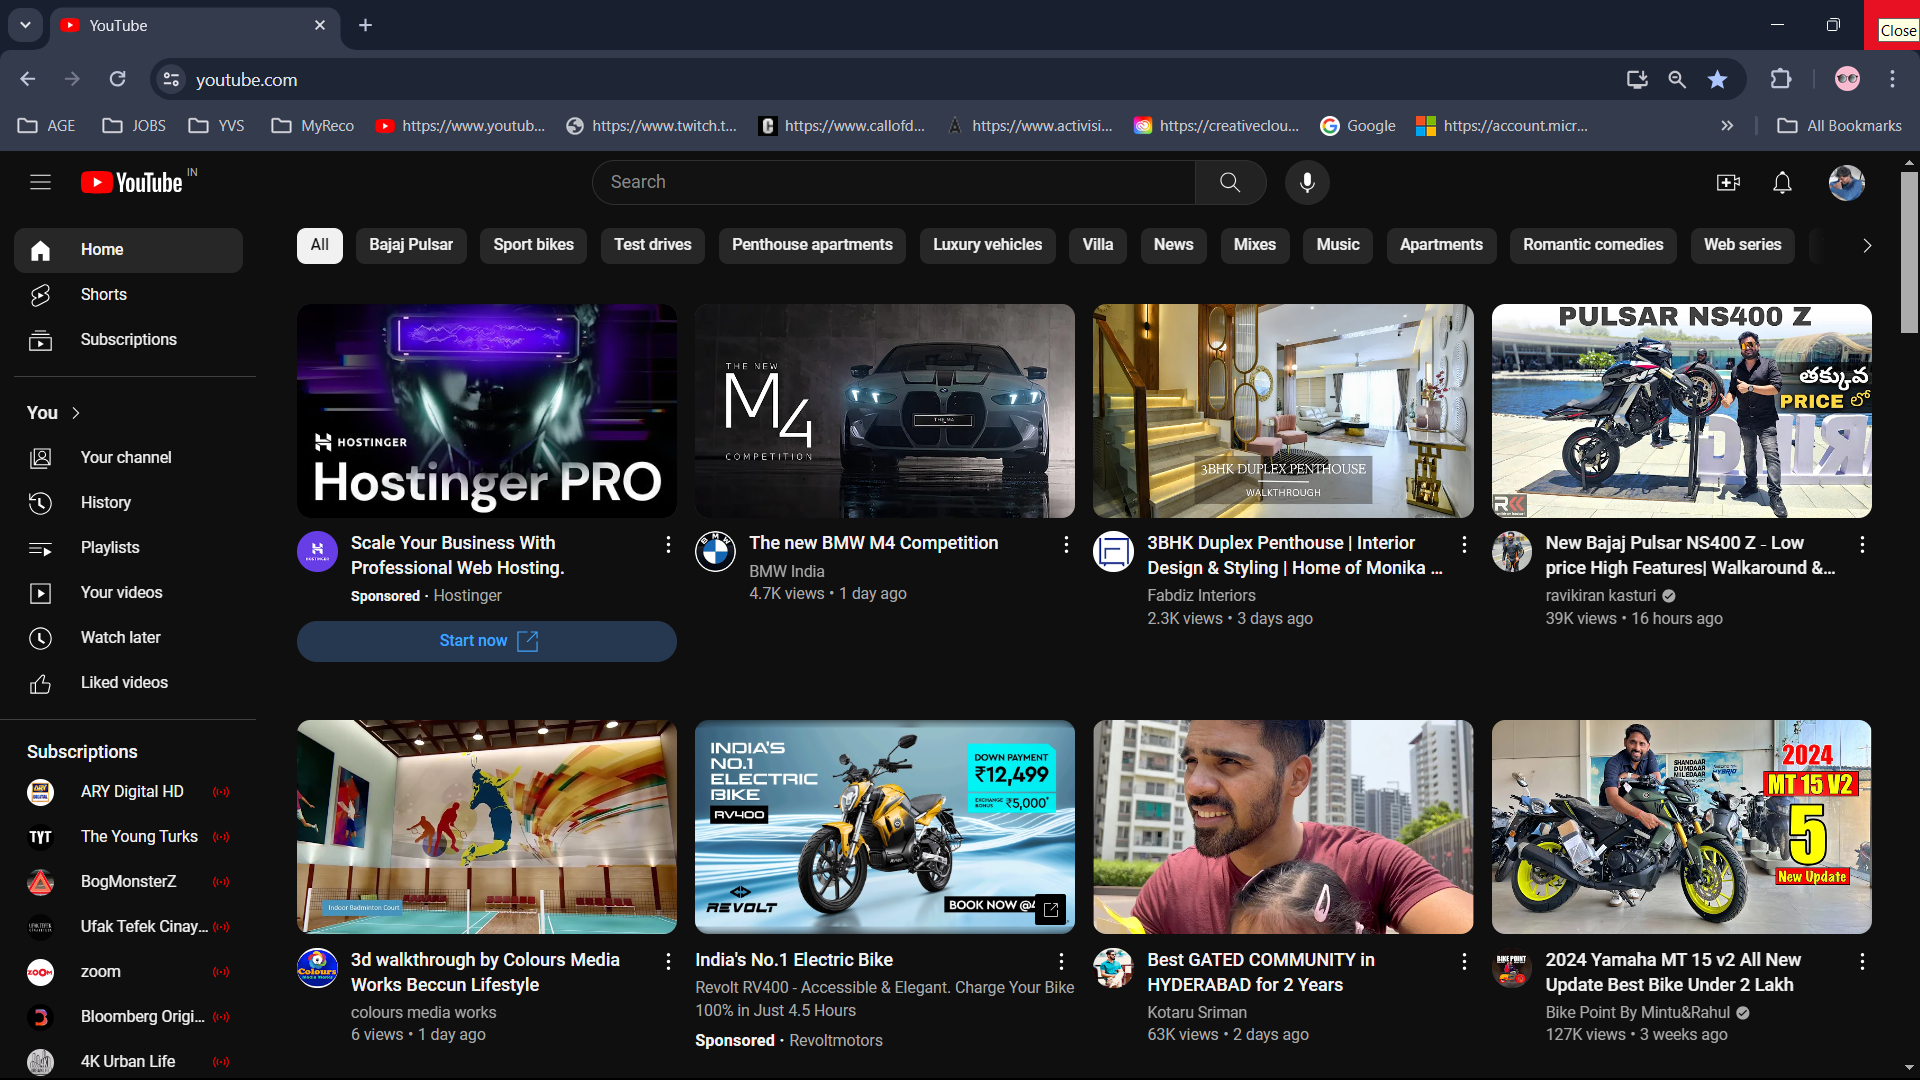 YouTube
Close
youtube.com
AGE
JOBS
YVS
MyReco
https://www.youtub...
https://www.twitch.t...
https://www.callofd...
https://www.activisi...
https://creativeclou...
Google
https://account.micr...
All Bookmarks
YouTube IN
Search
Home
Shorts
Subscriptions
You
Your channel
History
Playlists
Your videos
Watch later
Liked videos
Subscriptions
ARY Digital HD
The Young Turks
BogMonsterZ
Ufak Tefek Cinay...
zoom
Bloomberg Origi...
4K Urban Life
All
Bajaj Pulsar
Sport bikes
Test drives
Penthouse apartments
Luxury vehicles
Villa
News
Mixes
Music
Apartments
Romantic comedies
Web series
HOSTINGER
Hostinger PRO
Scale Your Business With
Professional Web Hosting.
Sponsored · Hostinger
Start now
THE NEW
M4
COMPETITION
THE M4
The new BMW M4 Competition
BMW India
4.7K views • 1 day ago
3BHK DUPLEX PENTHOUSE
WALKTHROUGH
3BHK Duplex Penthouse | Interior
Design & Styling | Home of Monika ...
Fabdiz Interiors
2.3K views • 3 days ago
PULSAR NS400 Z
తక్కువ
PRICE లో
RK
New Bajaj Pulsar NS400 Z - Low
price High Features| Walkaround &...
ravikiran kasturi
39K views • 16 hours ago
Indoor Badminton Court
Colours
3d walkthrough by Colours Media
Works Beccun Lifestyle
colours media works
6 views • 1 day ago
INDIA'S
NO.1
ELECTRIC
BIKE
RV400
DOWN PAYMENT
₹12,499
EXCHANGE BONUS ₹5,000*
REVOLT
BOOK NOW @4
India's No.1 Electric Bike
Revolt RV400 - Accessible & Elegant. Charge Your Bike
100% in Just 4.5 Hours
Sponsored · Revoltmotors
Best GATED COMMUNITY in
HYDERABAD for 2 Years
Kotaru Sriman
63K views • 2 days ago
SHANDAAR
DUMDAAR
MILEDAAR
HYBRID
2024
MT 15 V2
5
New Update
BIKE POINT
2024 Yamaha MT 15 v2 All New
Update Best Bike Under 2 Lakh
Bike Point By Mintu&Rahul
127K views • 3 weeks ago